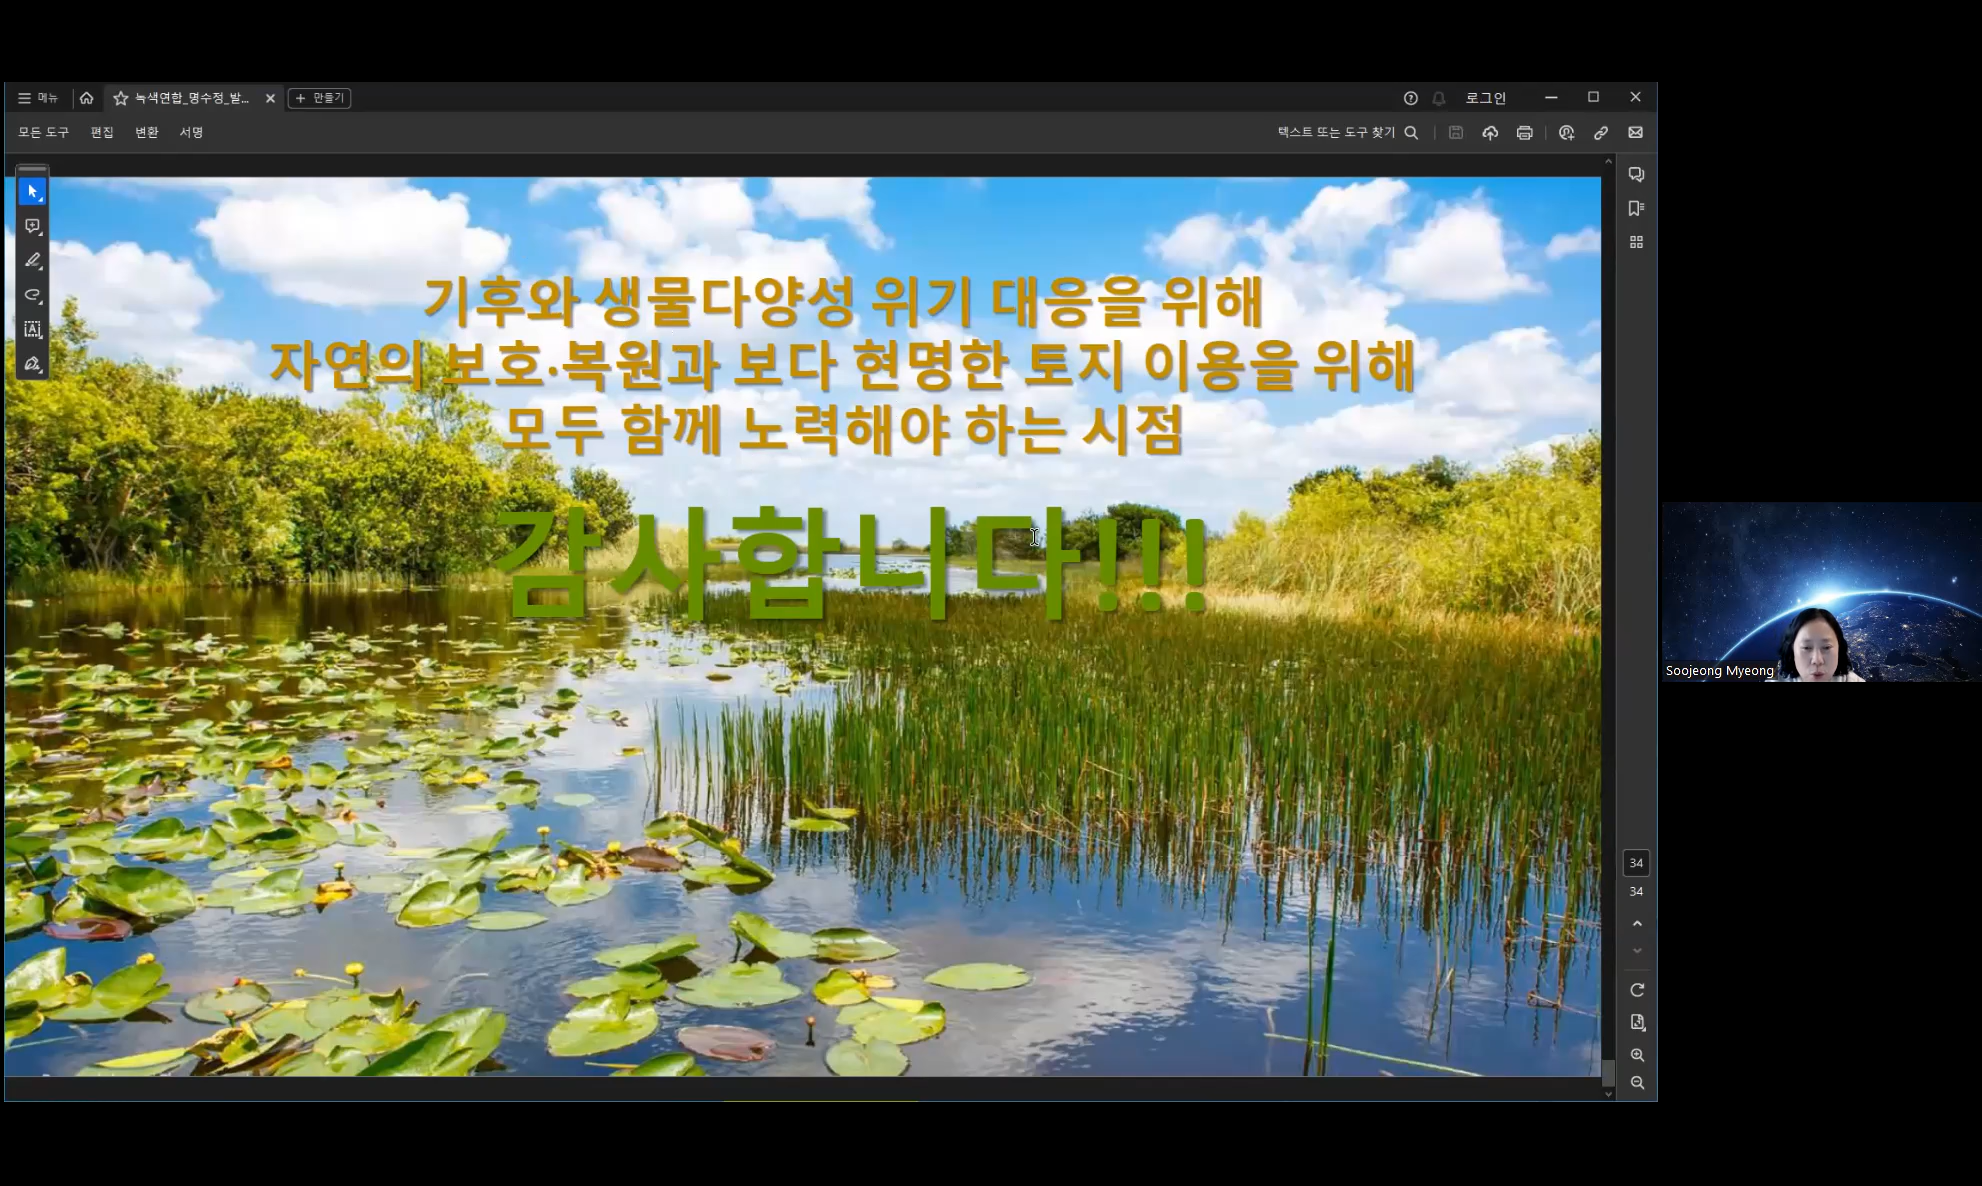 메뉴
녹색연합_명수정_발...
만들기
로그인
모든 도구
편집
변환
서명
텍스트 또는 도구 찾기
기후와 생물다양성 위기 대응을 위해
자연의 보호·복원과 보다 현명한 토지 이용을 위해
모두 함께 노력해야 하는 시점
감사합니다!!!
Soojeong Myeong
34
34